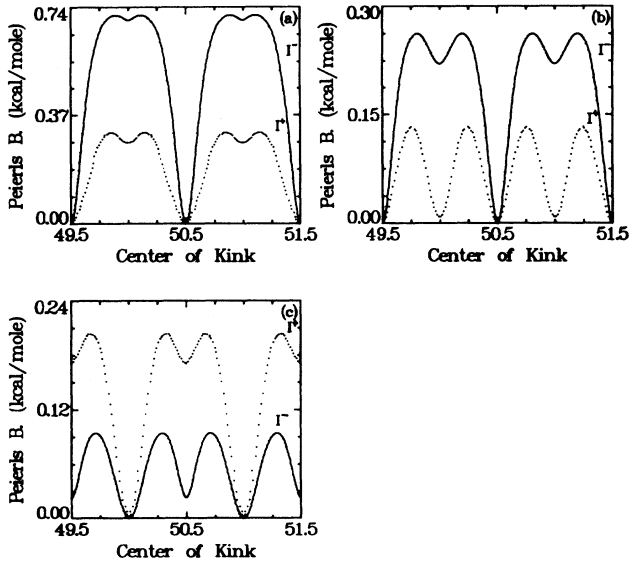 0.74
(a)
I⁻
0.37
I⁺
0.00
49.5 50.5 51.5
Center of Kink
Peierls B. (kcal/mole)
0.30
(b)
I⁻
0.15
I⁺
0.00
49.5 50.5 51.5
Center of Kink
Peierls B. (kcal/mole)
0.24
(c)
I⁺
0.12
I⁻
0.00
49.5 50.5 51.5
Center of Kink
Peierls B. (kcal/mole)